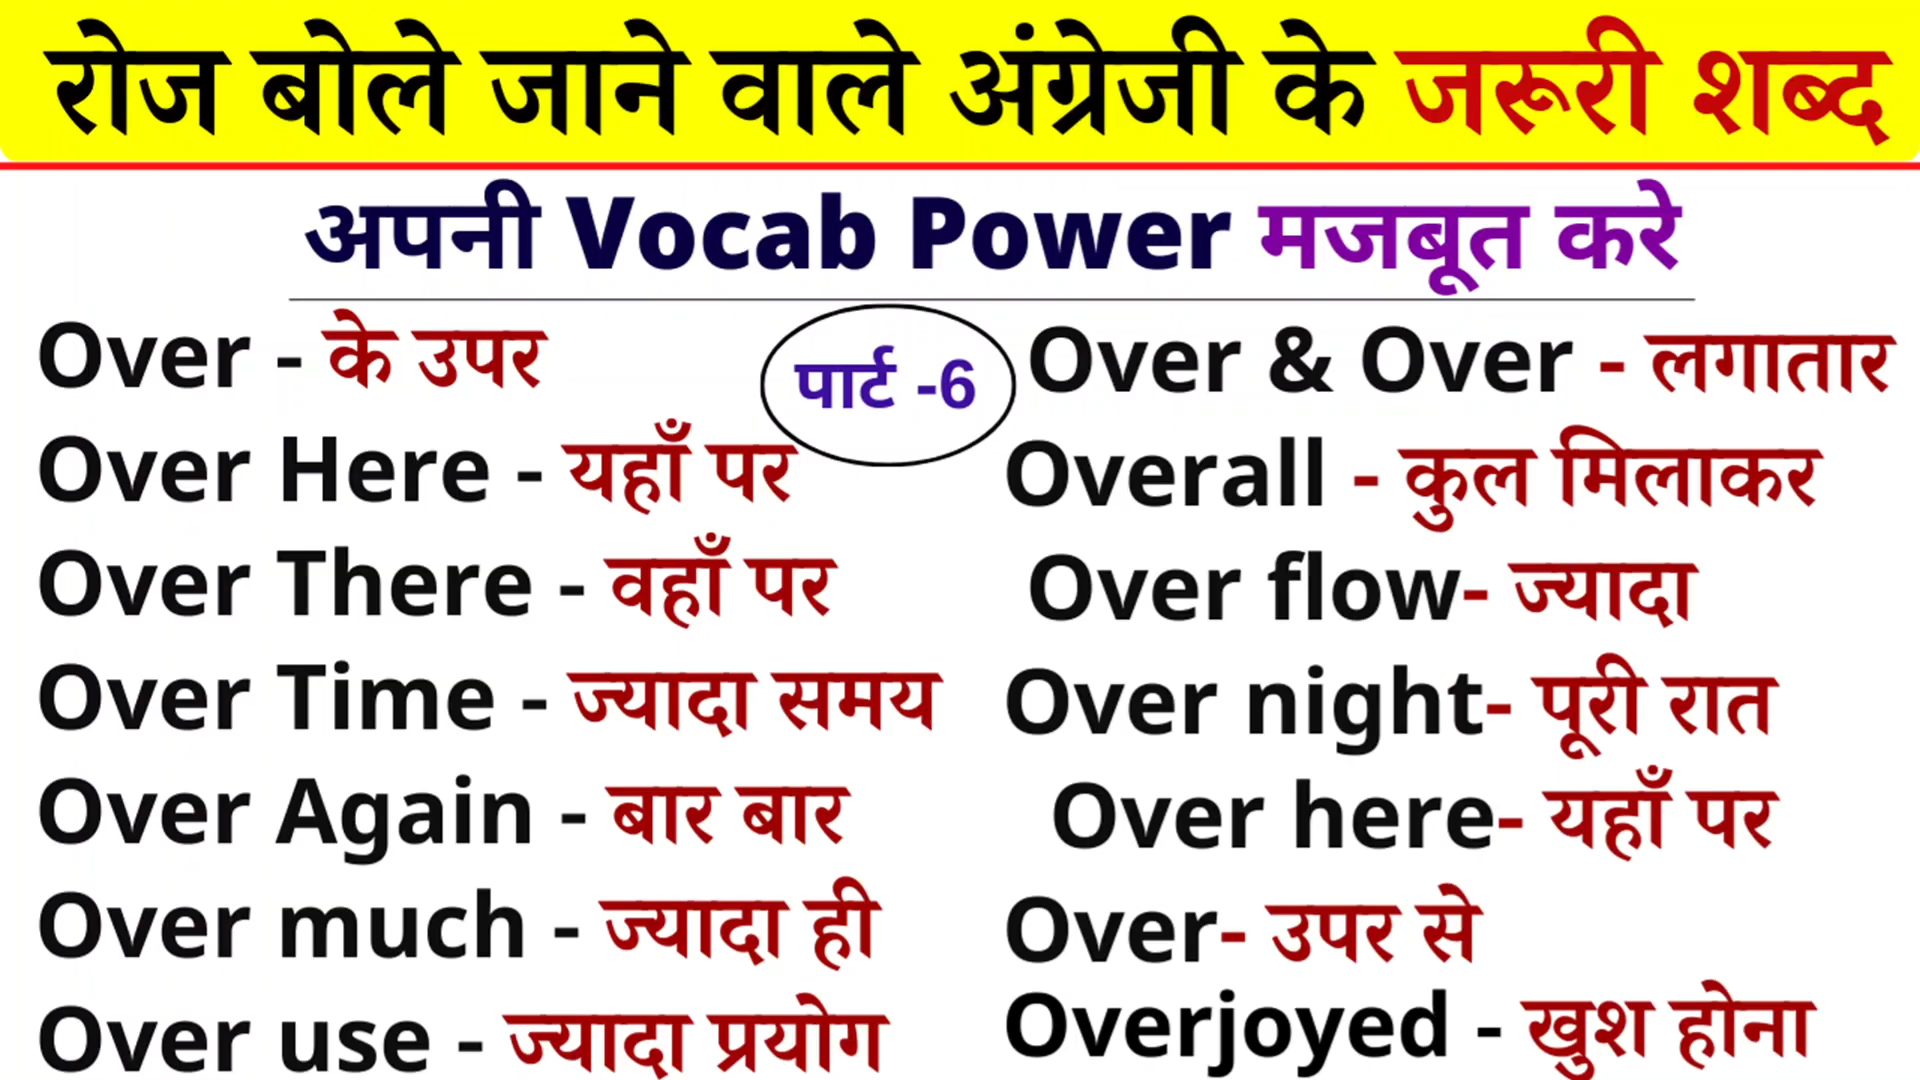 रोज बोले जाने वाले अंग्रेजी के जरूरी शब्द
अपनी Vocab Power मजबूत करे
पार्ट -6
Over - के उपर
Over Here - यहाँ पर
Over There - वहाँ पर
Over Time - ज्यादा समय
Over Again - बार बार
Over much - ज्यादा ही
Over use - ज्यादा प्रयोग
Over & Over - लगातार
Overall - कुल मिलाकर
Over flow- ज्यादा
Over night- पूरी रात
Over here- यहाँ पर
Over- उपर से
Overjoyed - खुश होना